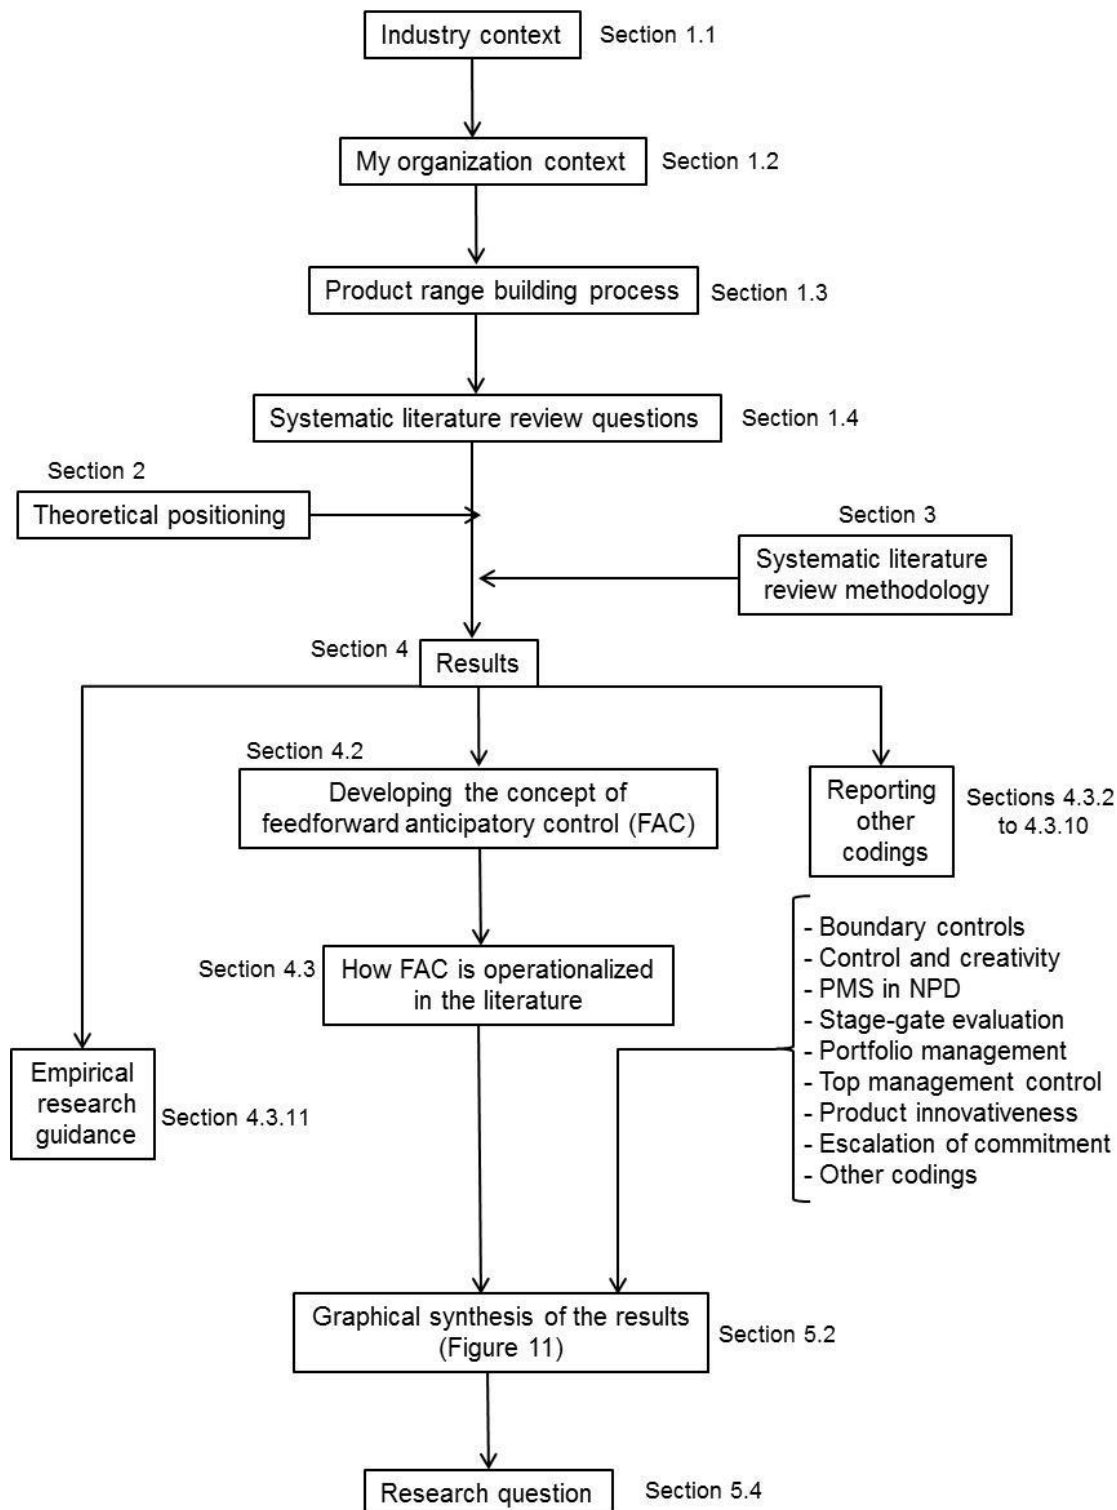 Industry context
Section 1.1
My organization context
Section 1.2
Product range building process
Section 1.3
Systematic literature review questions
Section 1.4
Section 2
Theoretical positioning
Section 3
Systematic literature
review methodology
Section 4
Results
Section 4.2
Developing the concept of
feedforward anticipatory control (FAC)
Reporting
other
codings
Sections 4.3.2
to 4.3.10
Section 4.3
How FAC is operationalized
in the literature
- Boundary controls
- Control and creativity
- PMS in NPD
- Stage-gate evaluation
- Portfolio management
- Top management control
- Product innovativeness
- Escalation of commitment
- Other codings
Empirical
research
guidance
Section 4.3.11
Graphical synthesis of the results
(Figure 11)
Section 5.2
Research question
Section 5.4